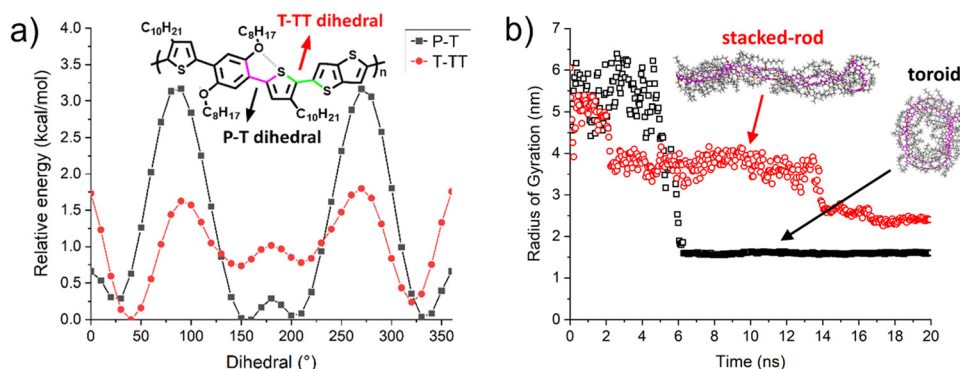 a)
C10H21
C8H17
O
S
S
S
S
n
O
C8H17
C10H21
T-TT dihedral
P-T dihedral
P-T
T-TT
4.0
3.5
3.0
2.5
2.0
1.5
1.0
0.5
0.0
Relative energy (kcal/mol)
0 50 100 150 200 250 300 350
Dihedral (°)
b)
stacked-rod
toroid
8
7
6
5
4
3
2
1
0
Radius of Gyration (nm)
0 2 4 6 8 10 12 14 16 18 20
Time (ns)